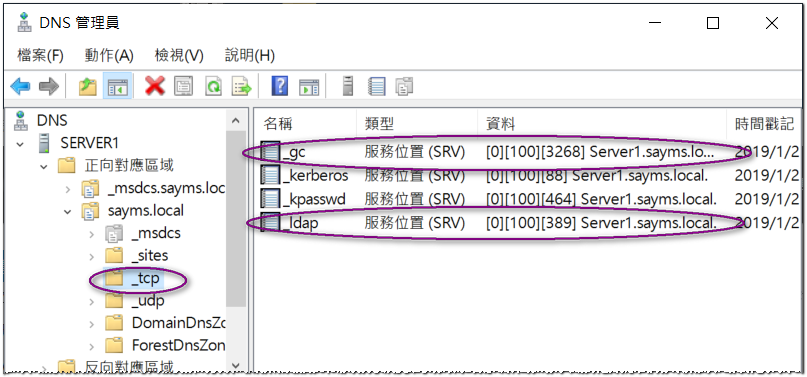 DNS 管理員
檔案(F) 動作(A) 檢視(V) 說明(H)
DNS
SERVER1
正向對應區域
_msdcs.sayms.loc
sayms.local
_msdcs
_sites
_tcp
_udp
DomainDnsZo
ForestDnsZon
反向對應區域
名稱 類型 資料 時間戳記
_gc 服務位置 (SRV) [0][100][3268] Server1.sayms.lo... 2019/1/2
_kerberos 服務位置 (SRV) [0][100][88] Server1.sayms.local. 2019/1/2
_kpasswd 服務位置 (SRV) [0][100][464] Server1.sayms.local. 2019/1/2
_ldap 服務位置 (SRV) [0][100][389] Server1.sayms.local. 2019/1/2